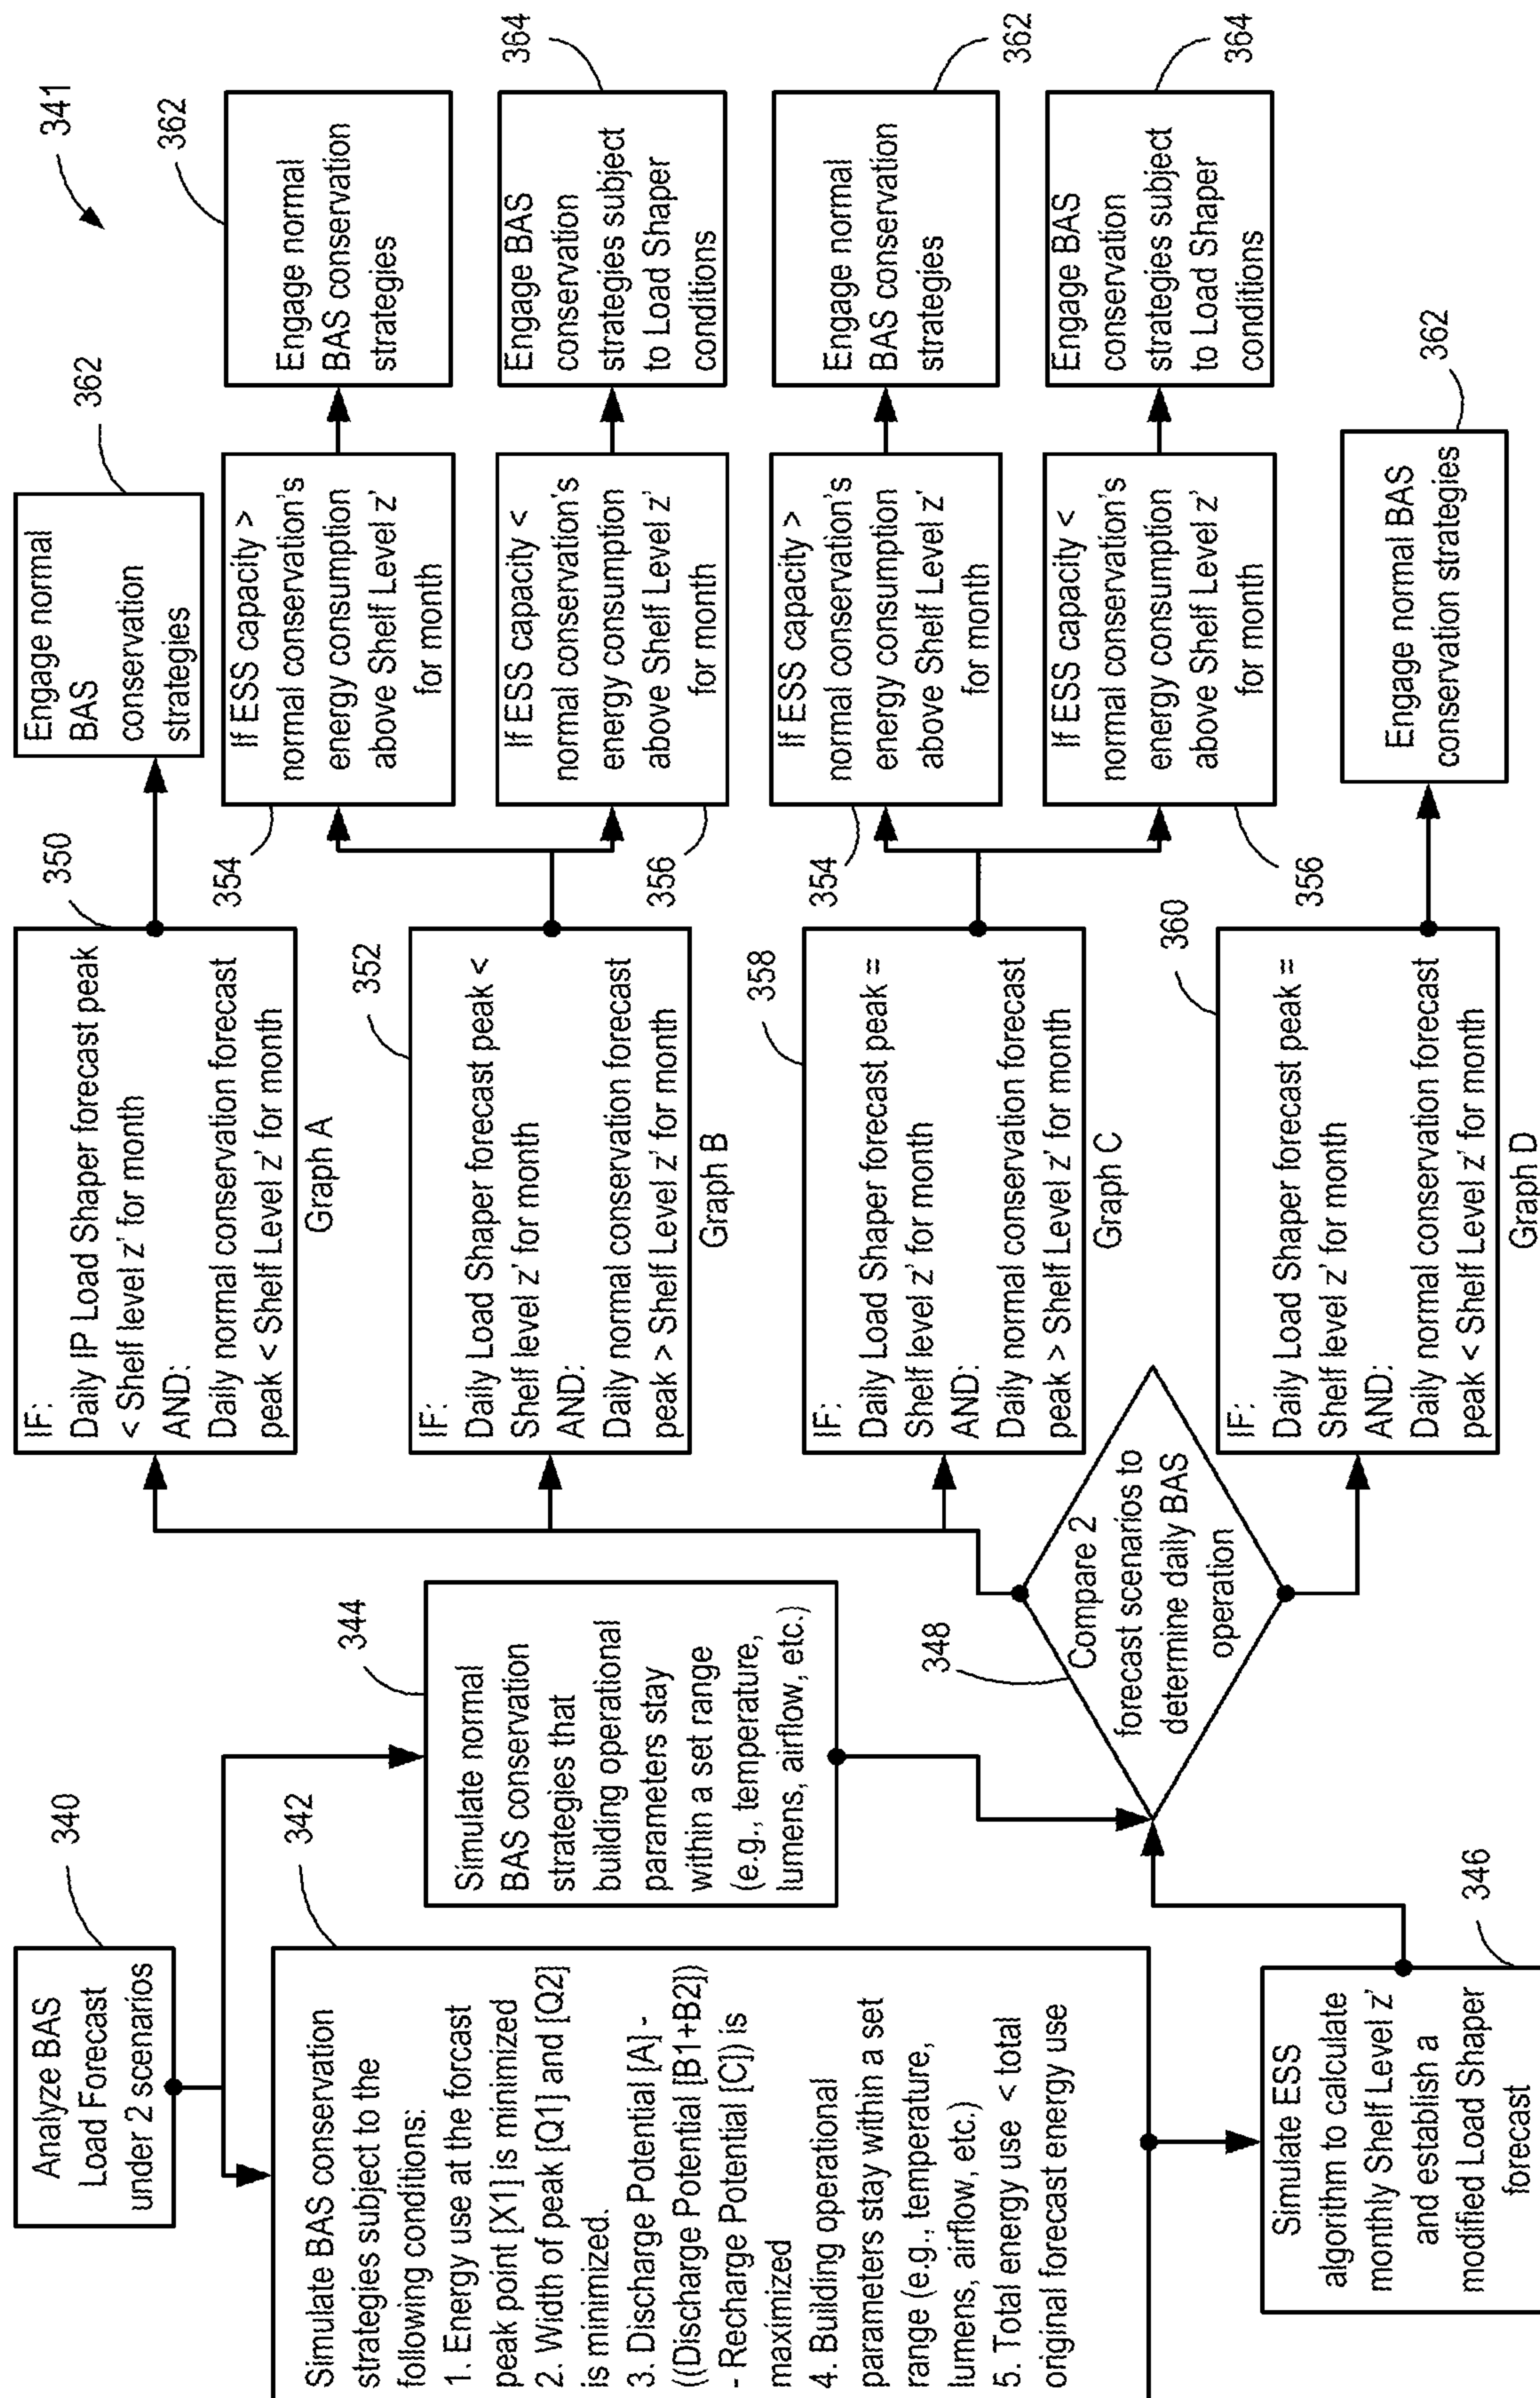 341
Analyze BAS
Load Forecast
under 2 scenarios
340
Simulate BAS conservation
strategies subject to the
following conditions:
1. Energy use at the forcast
peak point [X1] is minimized
2. Width of peak [Q1] and [Q2]
is minimized.
3. Discharge Potential [A] -
((Discharge Potential [B1+B2])
- Recharge Potential [C]) is
maximized
4. Building operational
parameters stay within a set
range (e.g., temperature,
lumens, airflow, etc.)
5. Total energy use < total
original forecast energy use
342
Simulate normal
BAS conservation
strategies that
building operational
parameters stay
within a set range
(e.g., temperature,
lumens, airflow, etc.)
344
Simulate ESS
algorithm to calculate
monthly Shelf Level z'
and establish a
modified Load Shaper
forecast
346
Compare 2
forecast scenarios to
determine daily BAS
operation
348
IF:
Daily IP Load Shaper forecast peak
< Shelf level z' for month
AND:
Daily normal conservation forecast
peak < Shelf Level z' for month
Graph A
350
Engage normal
BAS
conservation
strategies
362
IF:
Daily Load Shaper forecast peak <
Shelf level z' for month
AND:
Daily normal conservation forecast
peak > Shelf Level z' for month
Graph B
352
If ESS capacity >
normal conservation's
energy consumption
above Shelf Level z'
for month
354
Engage normal
BAS conservation
strategies
362
If ESS capacity <
normal conservation's
energy consumption
above Shelf Level z'
for month
356
Engage BAS
conservation
strategies subject
to Load Shaper
conditions
364
IF:
Daily Load Shaper forecast peak =
Shelf level z' for month
AND:
Daily normal conservation forecast
peak > Shelf Level z' for month
Graph C
358
If ESS capacity >
normal conservation's
energy consumption
above Shelf Level z'
for month
354
Engage normal
BAS conservation
strategies
362
If ESS capacity <
normal conservation's
energy consumption
above Shelf Level z'
for month
356
Engage BAS
conservation
strategies subject
to Load Shaper
conditions
364
IF:
Daily Load Shaper forecast peak =
Shelf level z' for month
AND:
Daily normal conservation forecast
peak < Shelf Level z' for month
Graph D
360
Engage normal BAS
conservation strategies
362